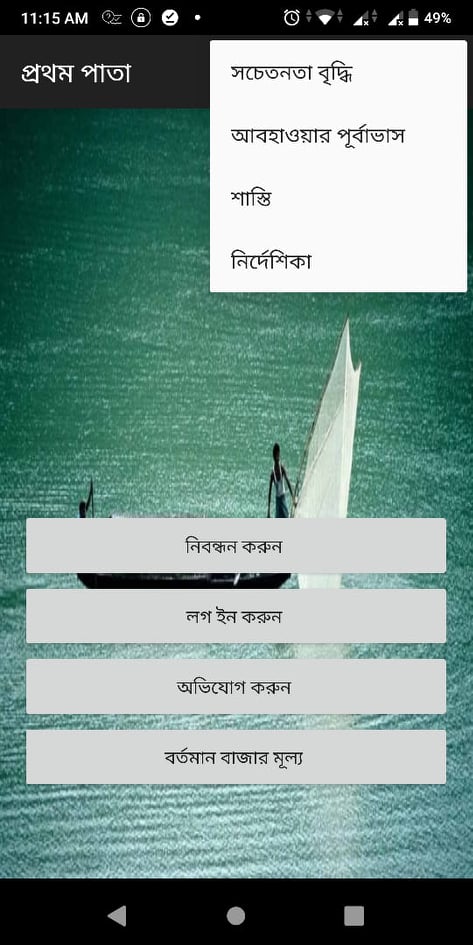 11:15 AM
49%
প্রথম পাতা
সচেতনতা বৃদ্ধি
আবহাওয়ার পূর্বাভাস
শাস্তি
নির্দেশিকা
নিবন্ধন করুন
লগ ইন করুন
অভিযোগ করুন
বর্তমান বাজার মূল্য